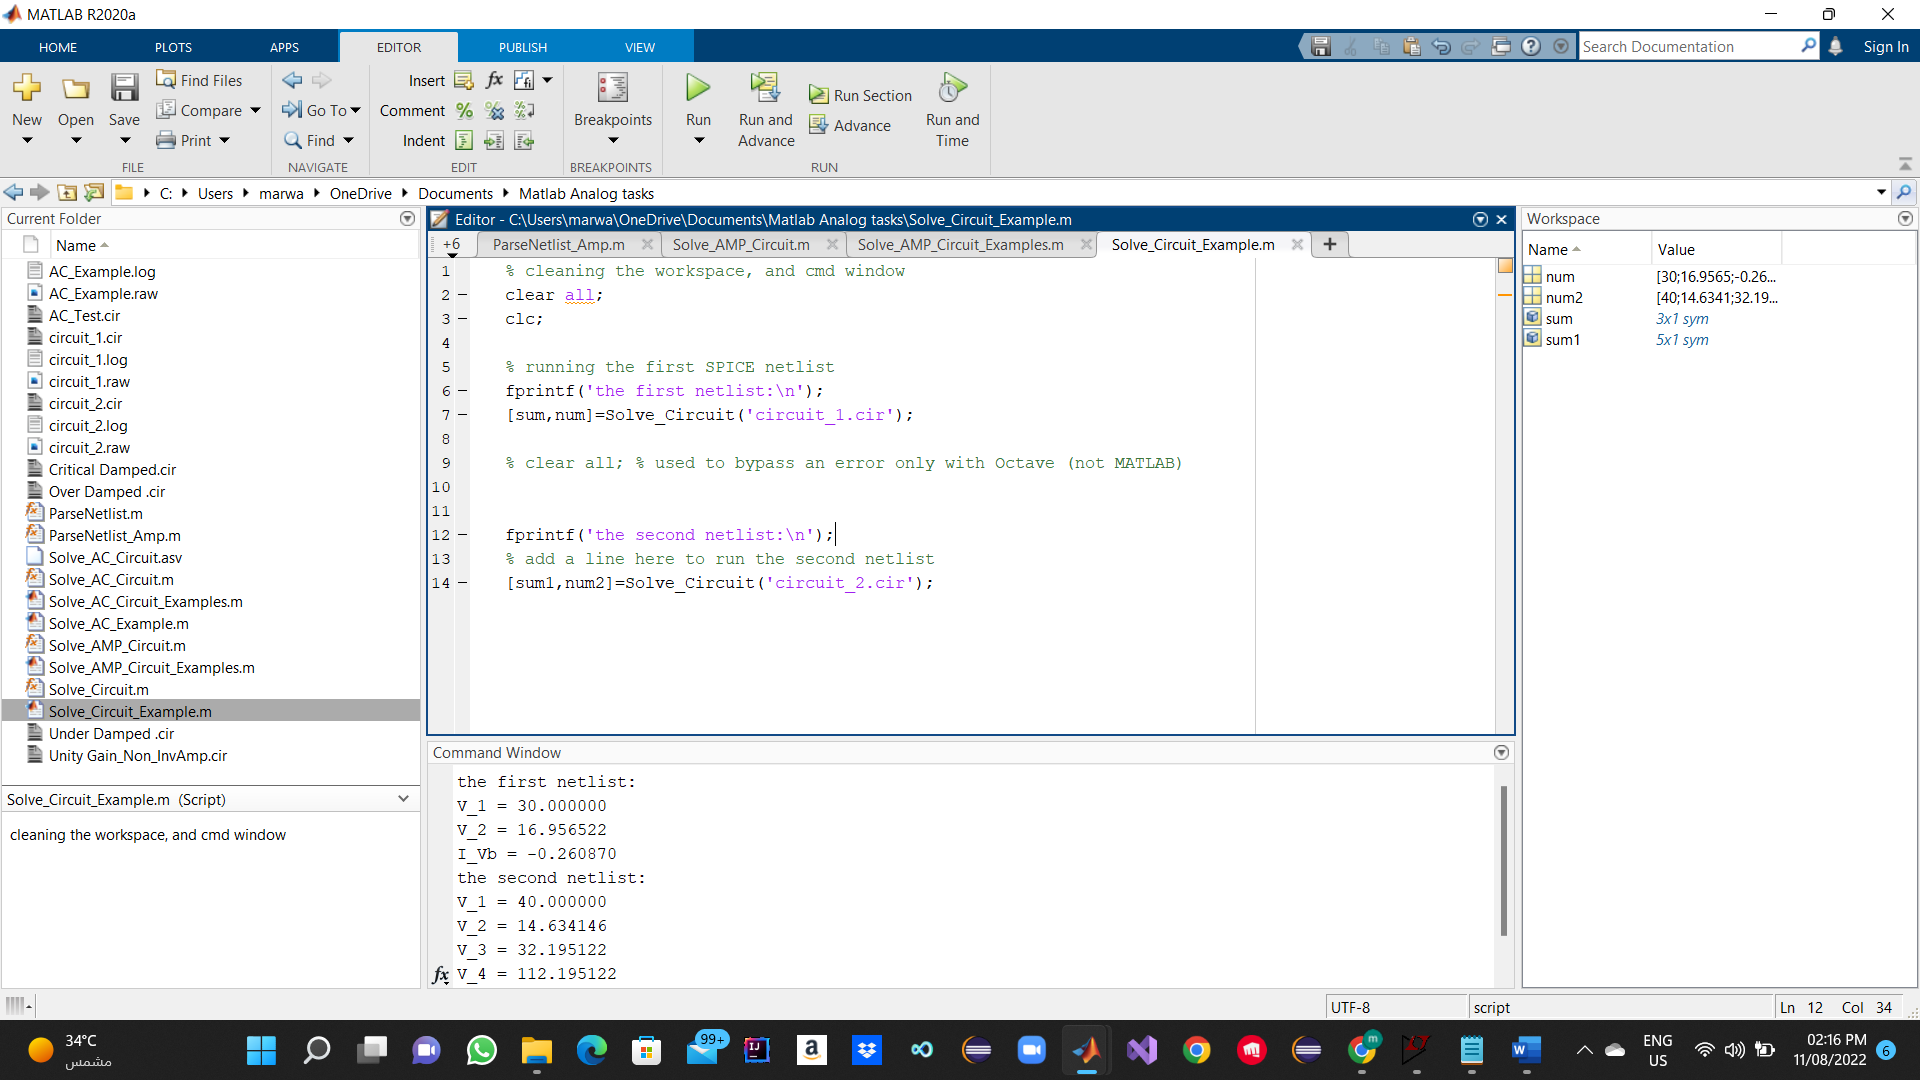 MATLAB R2020a
HOME PLOTS APPS EDITOR PUBLISH VIEW
Search Documentation
Sign In
New
Open
Save
Find Files
Compare
Print
FILE
Go To
Find
NAVIGATE
Insert
Comment
Indent
EDIT
Breakpoints
BREAKPOINTS
Run
Run and
Advance
Run Section
Advance
Run and
Time
RUN
C: Users marwa OneDrive Documents Matlab Analog tasks
Current Folder
Name
AC_Example.log
AC_Example.raw
AC_Test.cir
circuit_1.cir
circuit_1.log
circuit_1.raw
circuit_2.cir
circuit_2.log
circuit_2.raw
Critical Damped.cir
Over Damped .cir
ParseNetlist.m
ParseNetlist_Amp.m
Solve_AC_Circuit.asv
Solve_AC_Circuit.m
Solve_AC_Circuit_Examples.m
Solve_AC_Example.m
Solve_AMP_Circuit.m
Solve_AMP_Circuit_Examples.m
Solve_Circuit.m
Solve_Circuit_Example.m
Under Damped .cir
Unity Gain_Non_InvAmp.cir
Solve_Circuit_Example.m (Script)
cleaning the workspace, and cmd window
Editor - C:\Users\marwa\OneDrive\Documents\Matlab Analog tasks\Solve_Circuit_Example.m
+6 ParseNetlist_Amp.m Solve_AMP_Circuit.m Solve_AMP_Circuit_Examples.m Solve_Circuit_Example.m
1 % cleaning the workspace, and cmd window
2 – clear all;
3 – clc;
4
5 % running the first SPICE netlist
6 – fprintf('the first netlist:\n');
7 – [sum,num]=Solve_Circuit('circuit_1.cir');
8
9 % clear all; % used to bypass an error only with Octave (not MATLAB)
10
11
12 – fprintf('the second netlist:\n');
13 % add a line here to run the second netlist
14 – [sum1,num2]=Solve_Circuit('circuit_2.cir');
Command Window
the first netlist:
V_1 = 30.000000
V_2 = 16.956522
I_Vb = -0.260870
the second netlist:
V_1 = 40.000000
V_2 = 14.634146
V_3 = 32.195122
fx V_4 = 112.195122
Workspace
Name Value
num [30;16.9565;-0.26...
num2 [40;14.6341;32.19...
sum 3x1 sym
sum1 5x1 sym
UTF-8 script Ln 12 Col 34
34°C
مشمس
99+
ENG
US
02:16 PM
11/08/2022
6